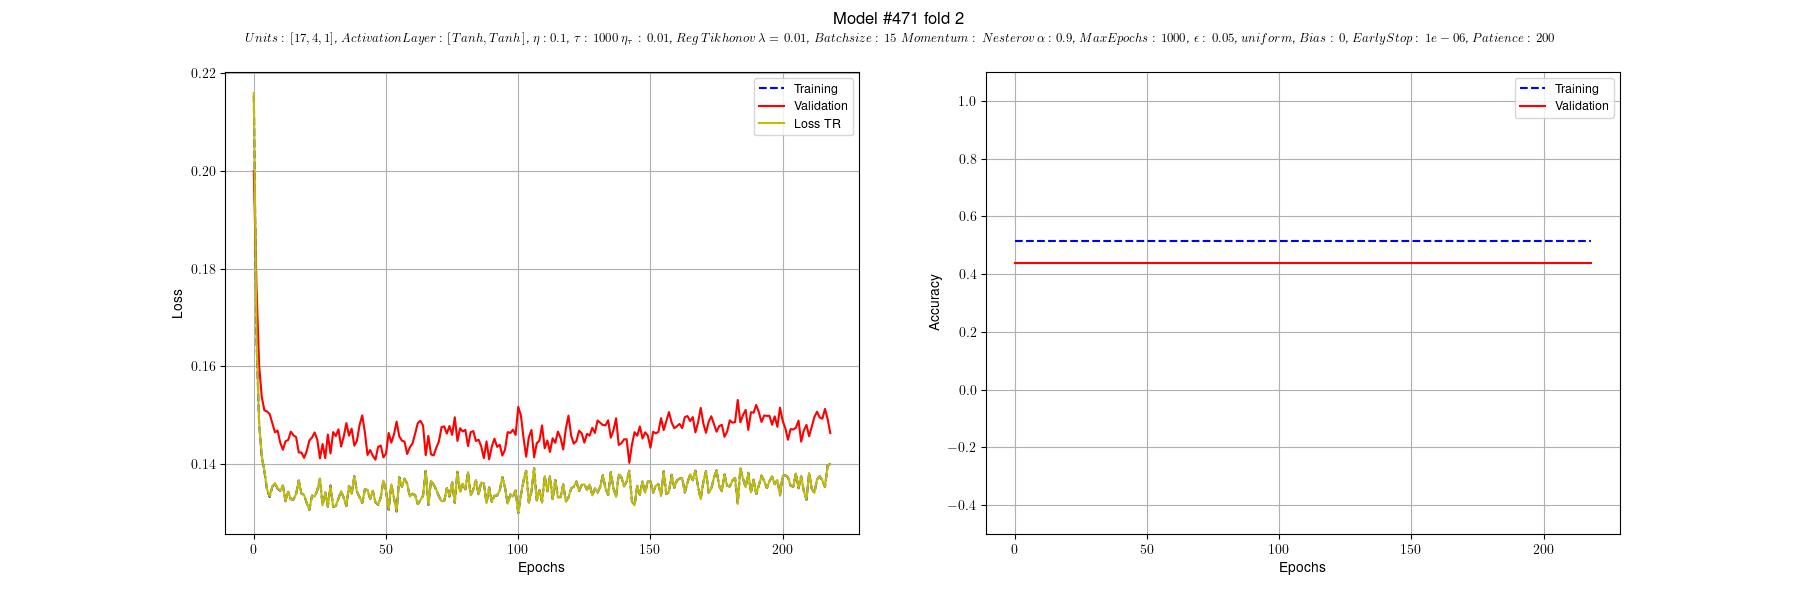 Model #471 fold 2
Units : [17, 4, 1], ActivationLayer : [Tanh, Tanh], η : 0.1, τ : 1000 η_τ : 0.01, Reg Tikhonov λ = 0.01, Batchsize : 15 Momentum : Nesterov α : 0.9, MaxEpochs : 1000, ϵ : 0.05, uniform, Bias : 0, EarlyStop : 1e − 06, Patience : 200
Loss
0.22
0.20
0.18
0.16
0.14
0
50
100
150
200
Epochs
Training
Validation
Loss TR
Accuracy
1.0
0.8
0.6
0.4
0.2
0.0
−0.2
−0.4
0
50
100
150
200
Epochs
Training
Validation